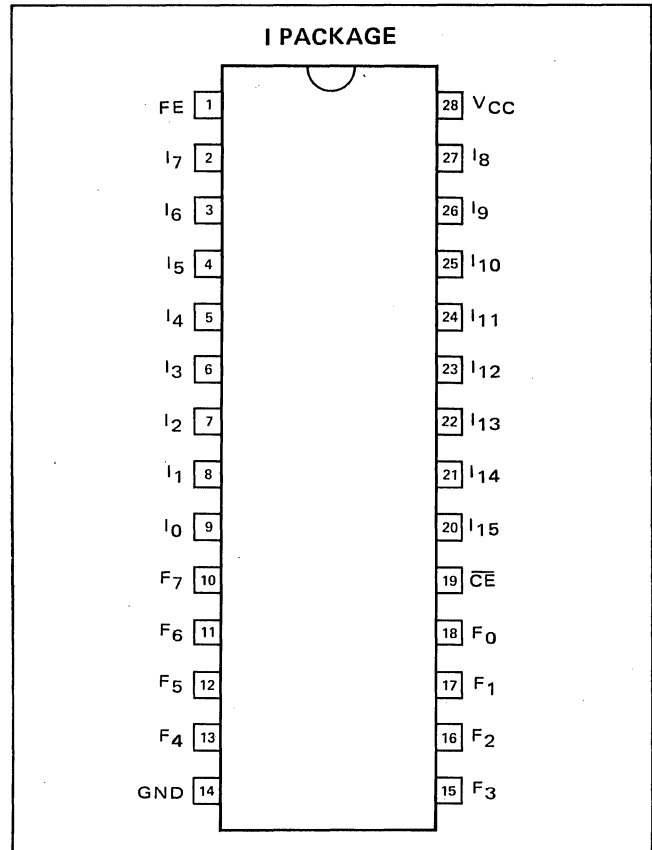 I PACKAGE
FE 1 28 VCC
I7 2 27 I8
I6 3 26 I9
I5 4 25 I10
I4 5 24 I11
I3 6 23 I12
I2 7 22 I13
I1 8 21 I14
I0 9 20 I15
F7 10 19 C̅E̅
F6 11 18 F0
F5 12 17 F1
F4 13 16 F2
GND 14 15 F3